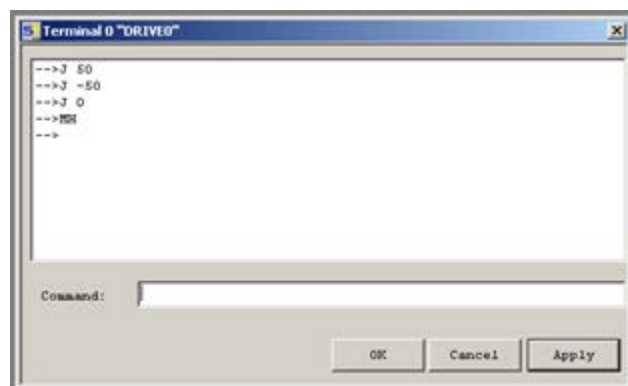 Terminal 0 "DRIVE0"
-->J 50
-->J -50
-->J 0
-->MH
-->
Command:
OK Cancel Apply